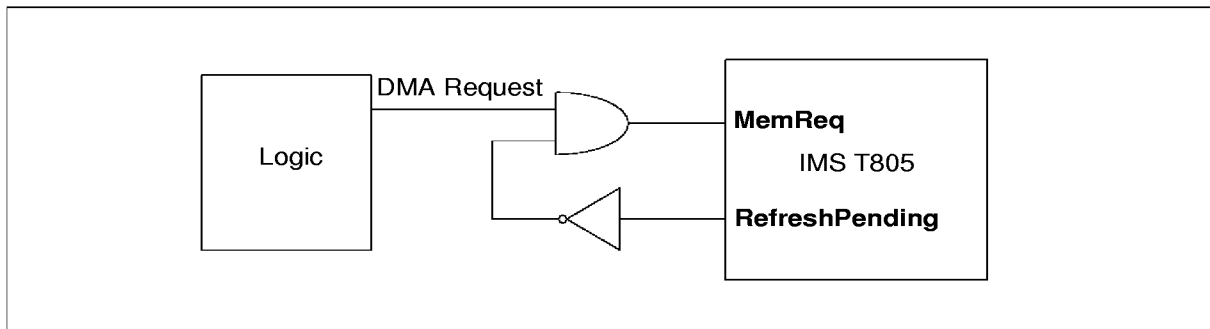 DMA Request
Logic
MemReq
IMS T805
RefreshPending